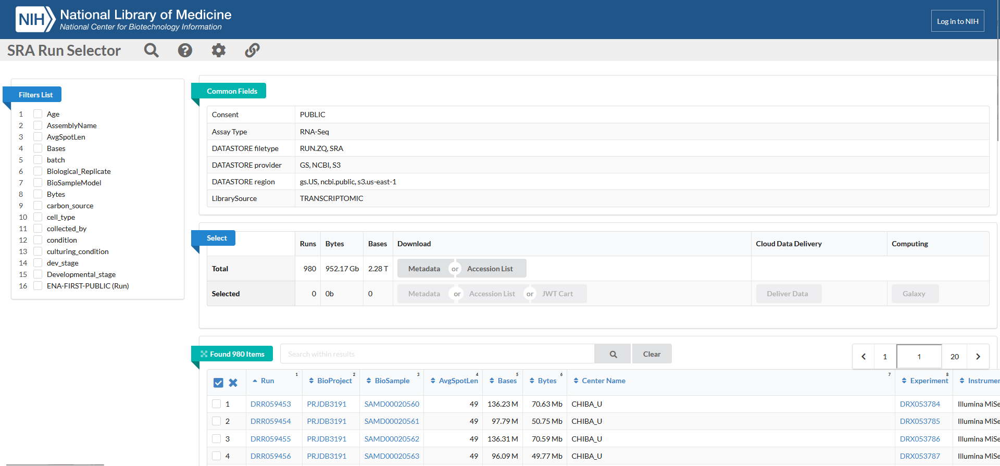 NIH National Library of Medicine
National Center for Biotechnology Information
Log in to NIH
SRA Run Selector
Filters List
1 Age
2 AssemblyName
3 AvgSpotLen
4 Bases
5 batch
6 Biological_Replicate
7 BioSampleModel
8 Bytes
9 carbon_source
10 cell_type
11 collected_by
12 condition
13 culturing_condition
14 dev_stage
15 Developmental_stage
16 ENA-FIRST-PUBLIC (Run)
Common Fields
Consent PUBLIC
Assay Type RNA-Seq
DATASTORE filetype RUN.ZQ, SRA
DATASTORE provider GS, NCBI, S3
DATASTORE region gs.US, ncbi.public, s3.us-east-1
LibrarySource TRANSCRIPTOMIC
Select Runs Bytes Bases Download Cloud Data Delivery Computing
Total 980 952.17 Gb 2.28 T Metadata or Accession List
Selected 0 0b 0 Metadata or Accession List or JWT Cart Deliver Data Galaxy
Found 980 Items Search within results Clear 1 1 20
Run 1 BioProject 2 BioSample 3 AvgSpotLen 4 Bases 5 Bytes 6 Center Name 7 Experiment 8 Instrumen
1 DRR059453 PRJDB3191 SAMD00020560 49 136.23 M 70.63 Mb CHIBA_U DRX053784 Illumina MiSe
2 DRR059454 PRJDB3191 SAMD00020561 49 97.79 M 50.75 Mb CHIBA_U DRX053785 Illumina MiSe
3 DRR059455 PRJDB3191 SAMD00020562 49 136.31 M 70.59 Mb CHIBA_U DRX053786 Illumina MiSe
4 DRR059456 PRJDB3191 SAMD00020563 49 96.09 M 49.77 Mb CHIBA_U DRX053787 Illumina MiSe